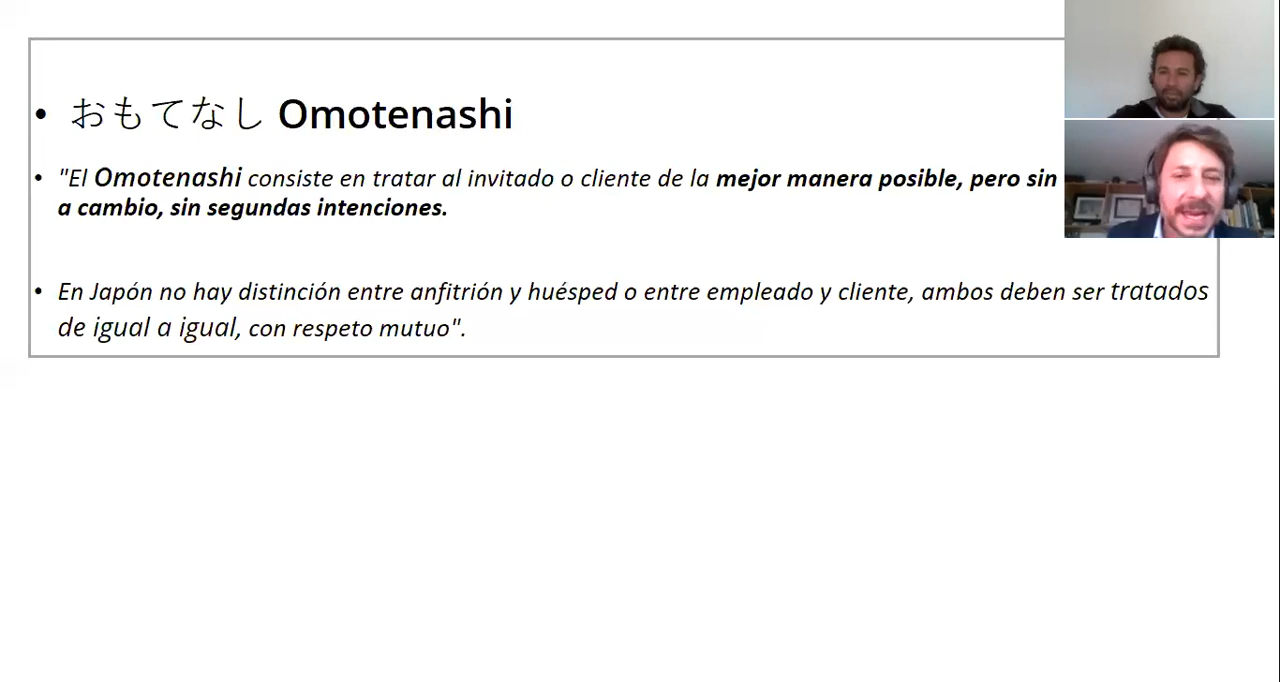 • おもてなし Omotenashi
• "El Omotenashi consiste en tratar al invitado o cliente de la mejor manera posible, pero sin
a cambio, sin segundas intenciones.
• En Japón no hay distinción entre anfitrión y huésped o entre empleado y cliente, ambos deben ser tratados
de igual a igual, con respeto mutuo".